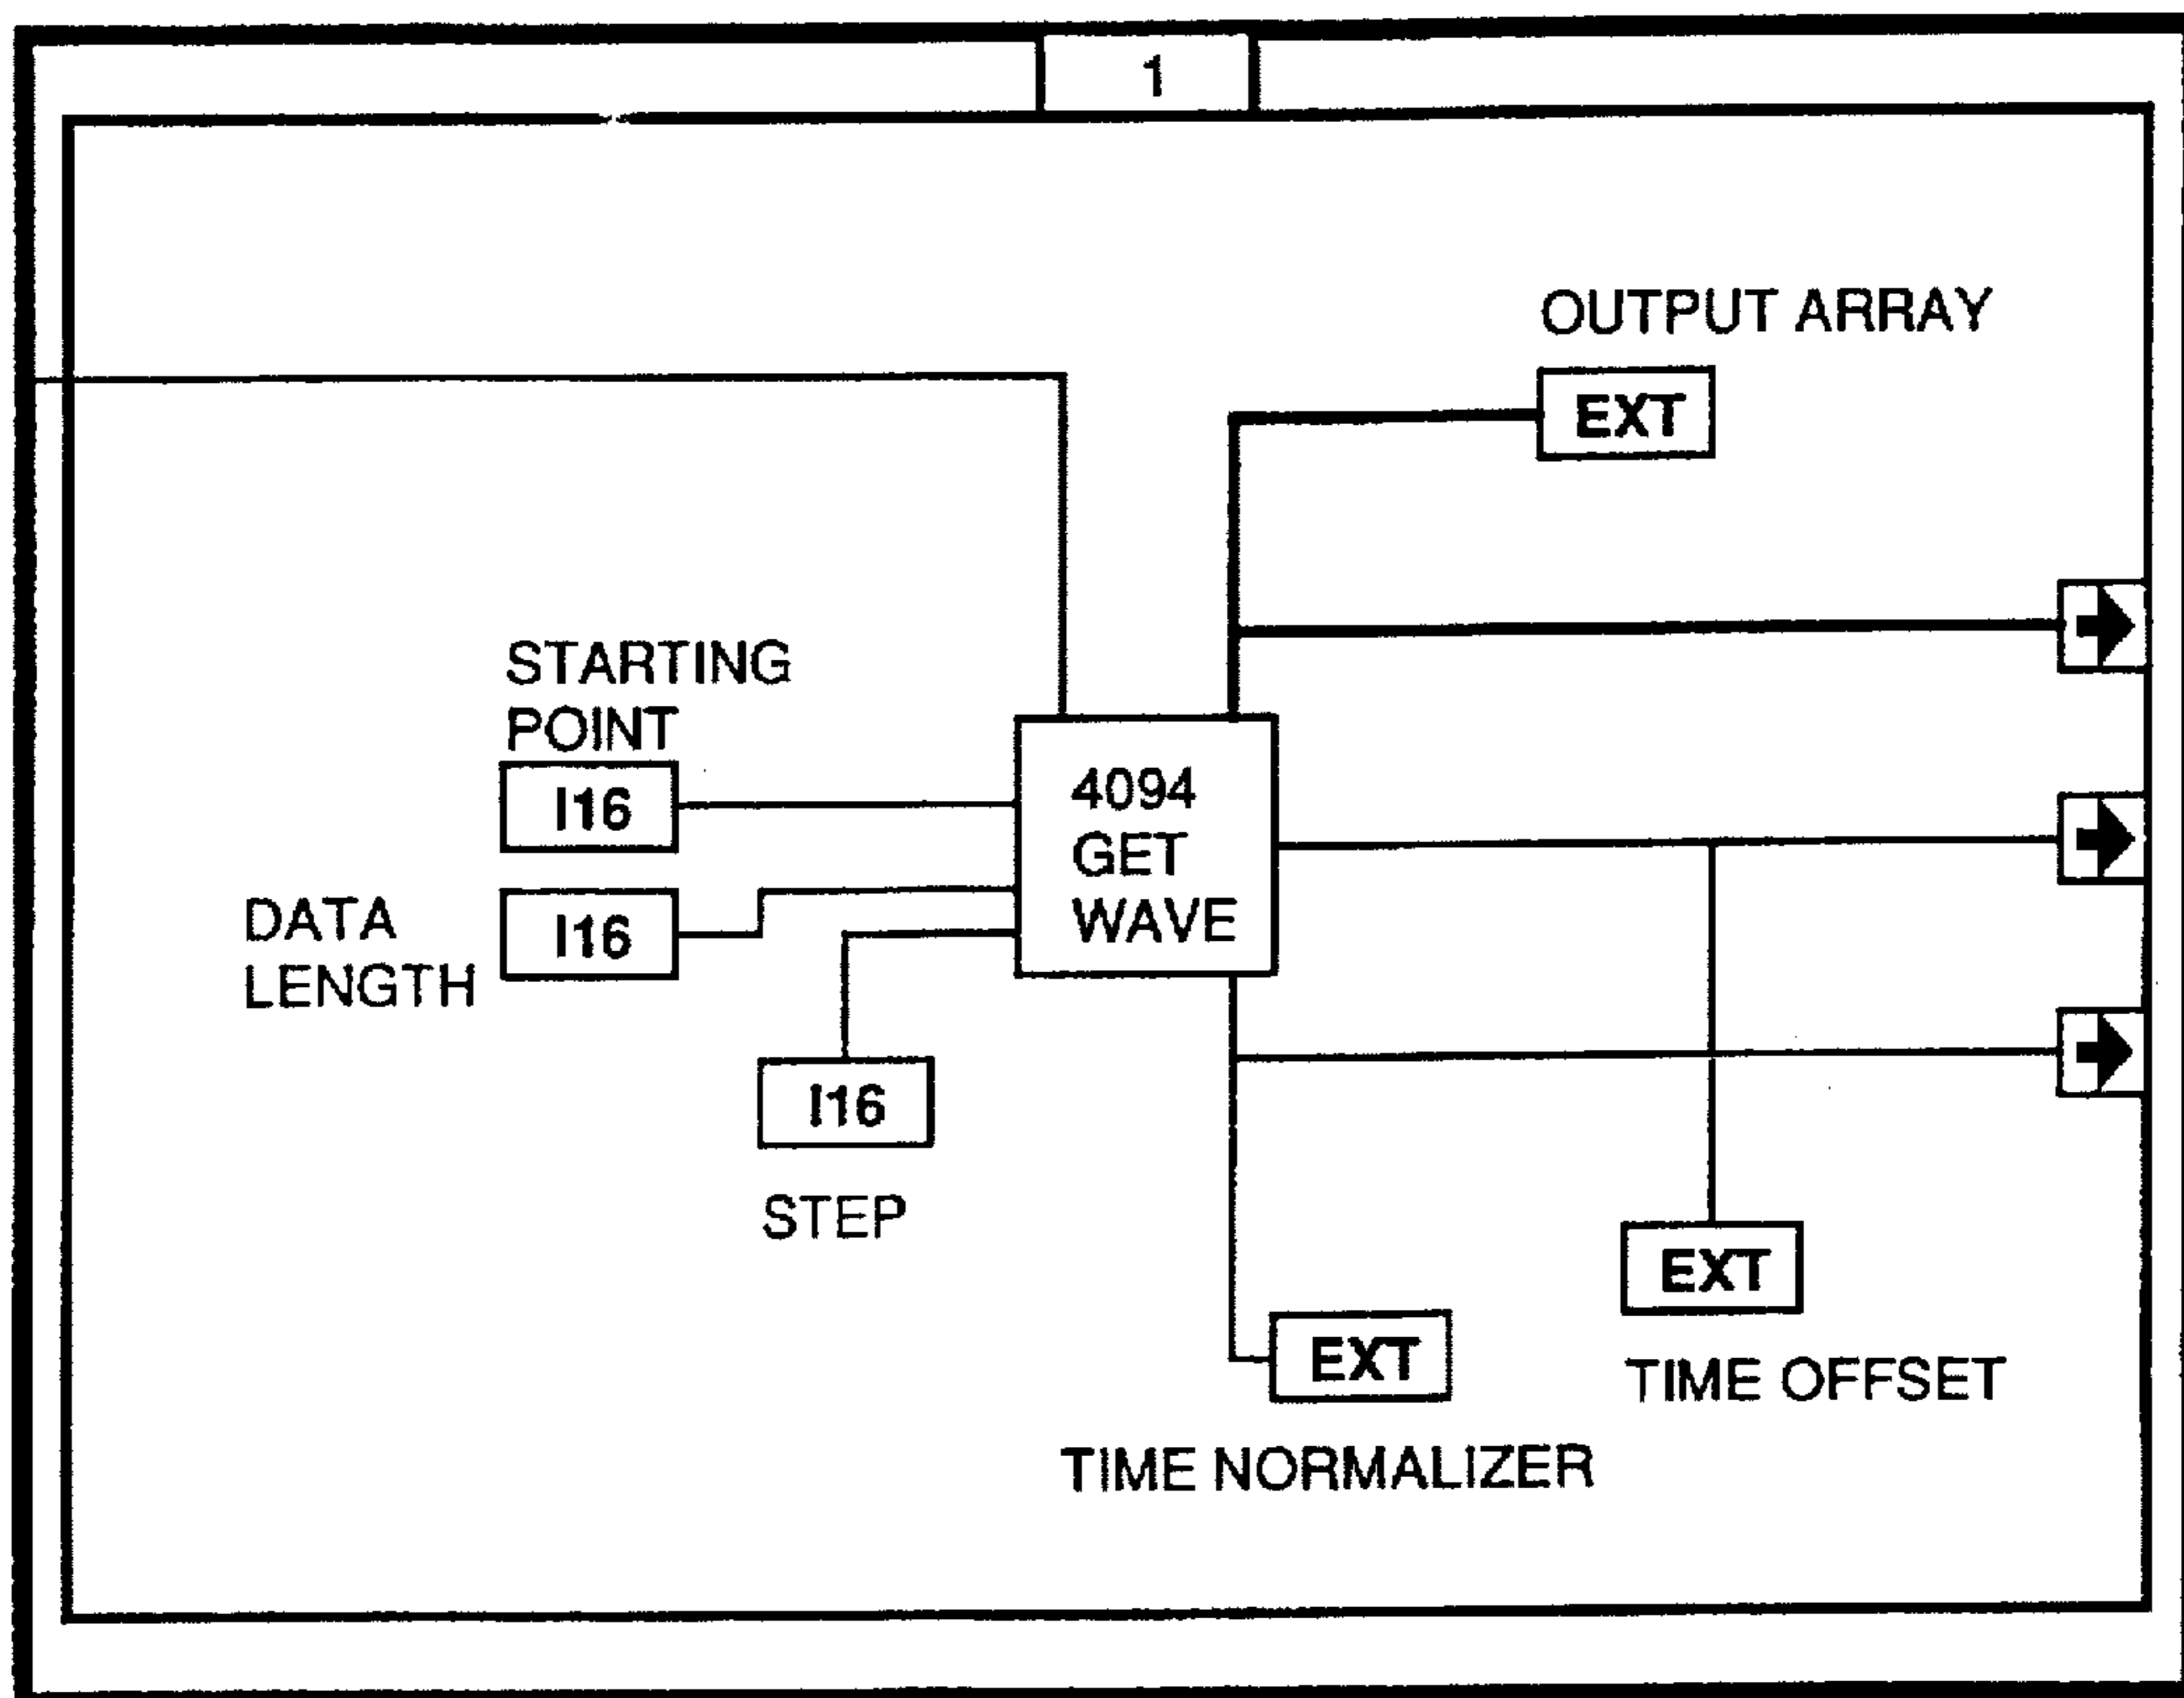 1
OUTPUT ARRAY
EXT
STARTING
POINT
I16
4094
GET
WAVE
DATA
LENGTH
I16
I16
STEP
EXT
TIME OFFSET
EXT
TIME NORMALIZER